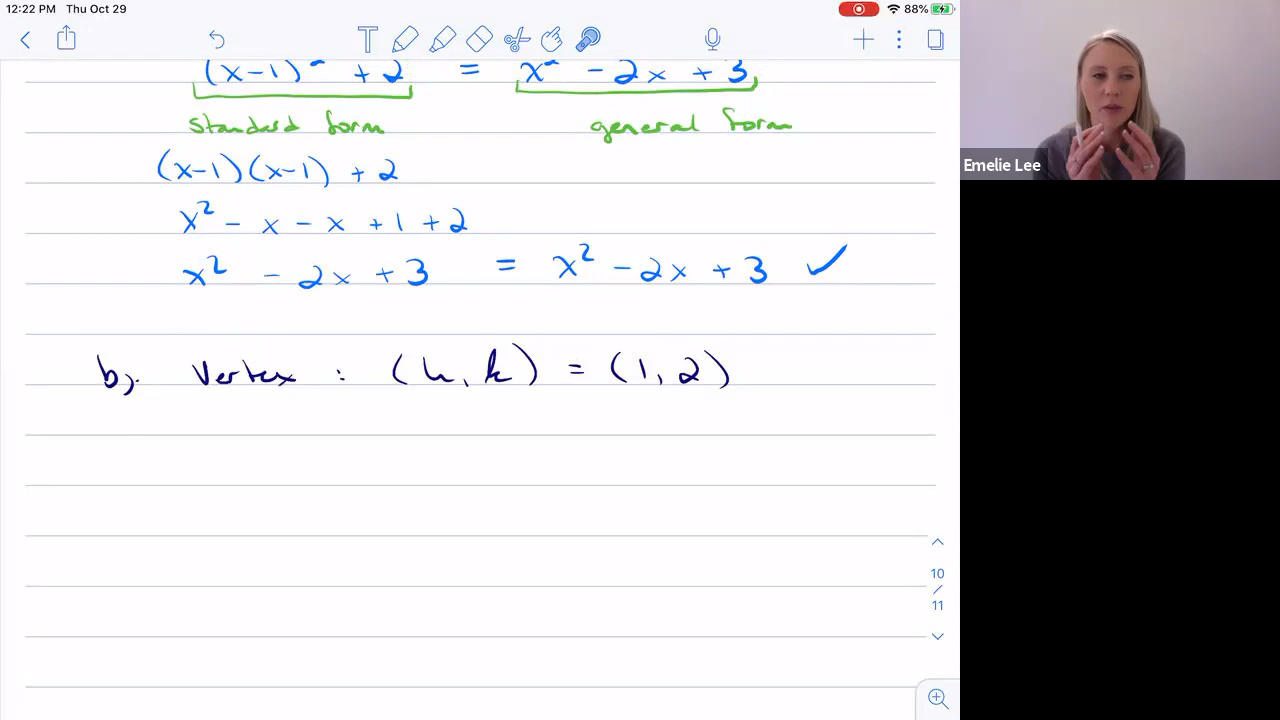 12:22 PM Thu Oct 29
88%
(x-1)² + 2 = x² - 2x + 3
standard form general form
(x-1)(x-1) + 2
x² - x - x + 1 + 2
x² - 2x + 3 = x² - 2x + 3 ✓
b). Vertex : (h, k) = (1, 2)
Emelie Lee
10
/
11